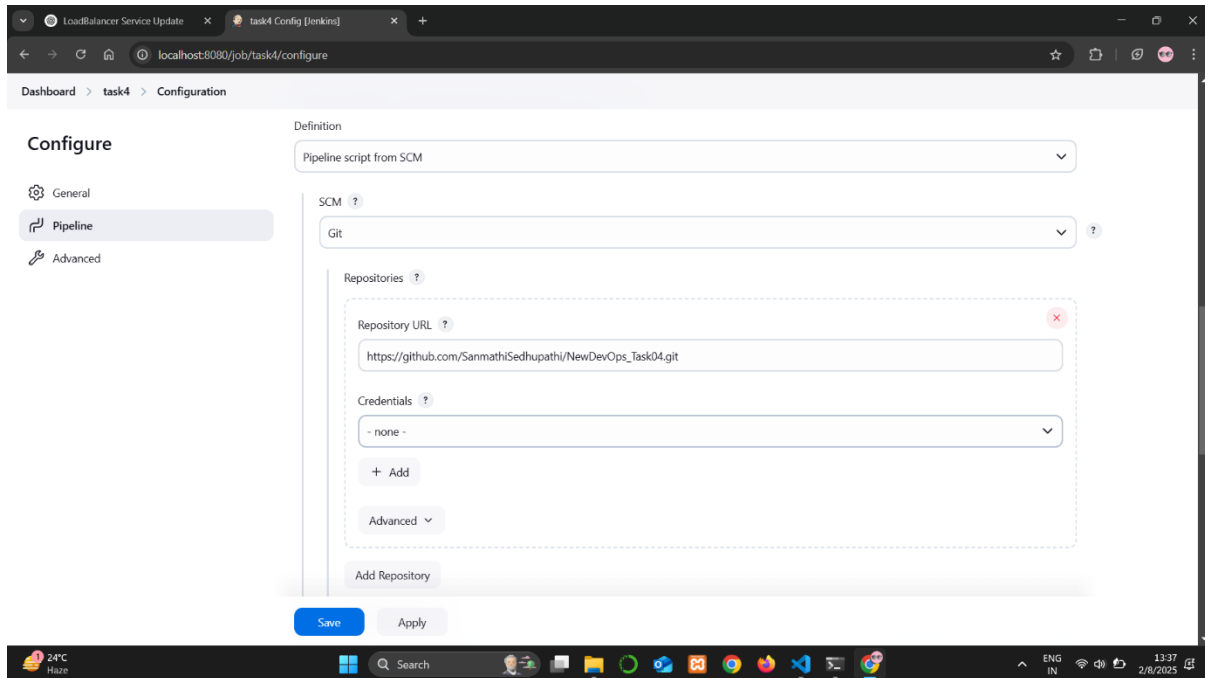 LoadBalancer Service Update
task4 Config [Jenkins]
localhost:8080/job/task4/configure
Dashboard > task4 > Configuration
Configure
General
Pipeline
Advanced
Definition
Pipeline script from SCM
SCM ?
Git
?
Repositories ?
Repository URL ?
https://github.com/SanmathiSedhupathi/NewDevOps_Task04.git
Credentials ?
- none -
+ Add
Advanced
Add Repository
Save
Apply
1
24°C
Haze
Search
ENG
IN
13:37
2/8/2025